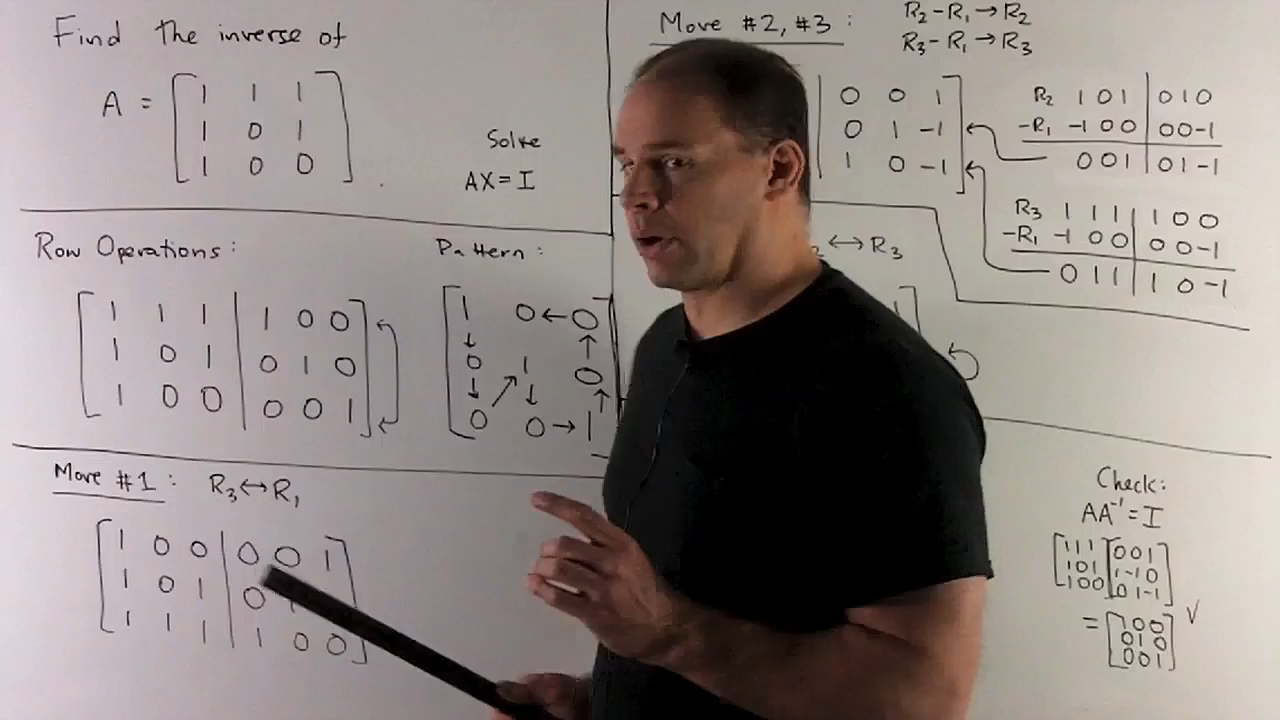 Find the inverse of
A = [1 1 1
1 0 1
1 0 0] .
Solve
AX = I
Row Operations:
[1 1 1 | 1 0 0
1 0 1 | 0 1 0
1 0 0 | 0 0 1]
Pattern:
[1 0 ← 0
↓ ↑
0 1 0
↓ ↗ ↓ ↑
0 0 → 1
Move #1: R₃ ↔ R₁
[1 0 0 | 0 0 1
1 0 1 | 0
1 1 1 | 1 0 0]
Move #2, #3:
R₂ - R₁ → R₂
R₃ - R₁ → R₃
| 0 0 1
0 1 -1
1 0 -1]
R₂ 1 0 1 | 0 1 0
-R₁ -1 0 0 | 0 0 -1
0 0 1 | 0 1 -1
R₃ 1 1 1 | 1 0 0
-R₁ -1 0 0 | 0 0 -1
0 1 1 | 1 0 -1
₂ ↔ R₃
Check:
AA⁻¹ = I
[1 1 1 | [0 0 1
1 0 1 | 1 -1 0
1 0 0] | 0 1 -1]
= [1 0 0
0 1 0
0 0 1] ✓